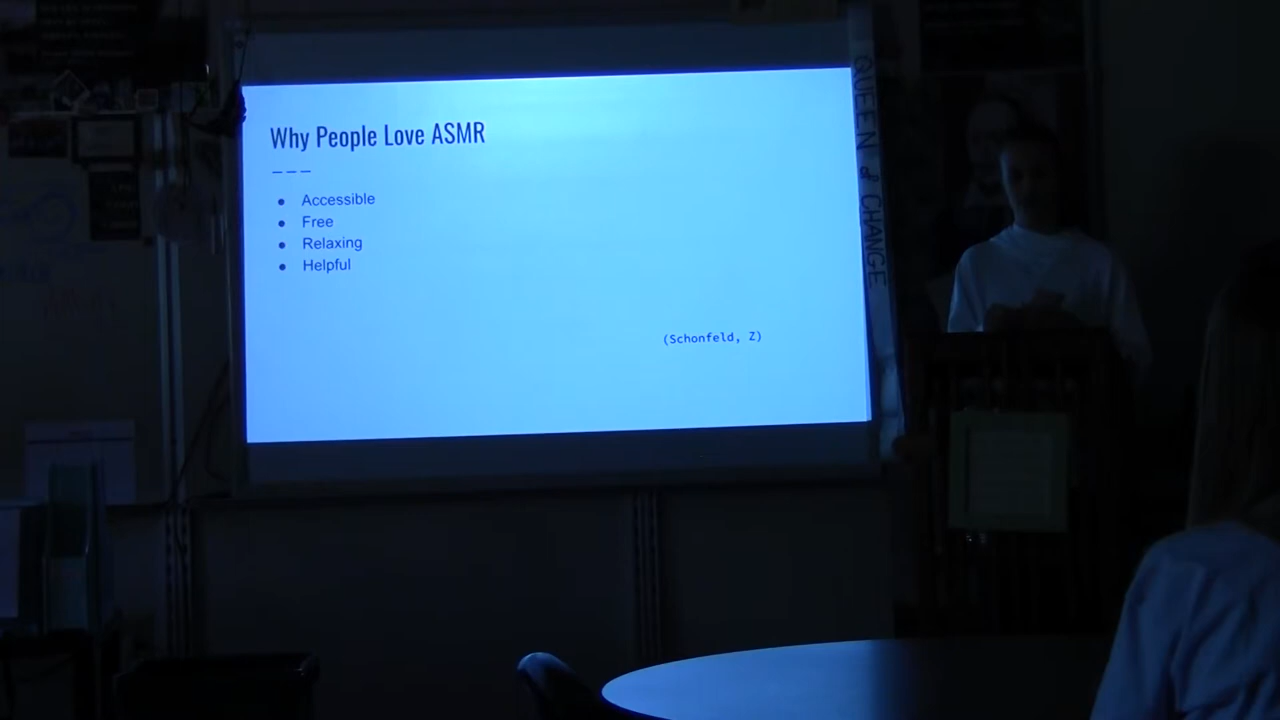 Why People Love ASMR
● Accessible
● Free
● Relaxing
● Helpful
(Schonfeld, Z)
QUEEN of CHANGE